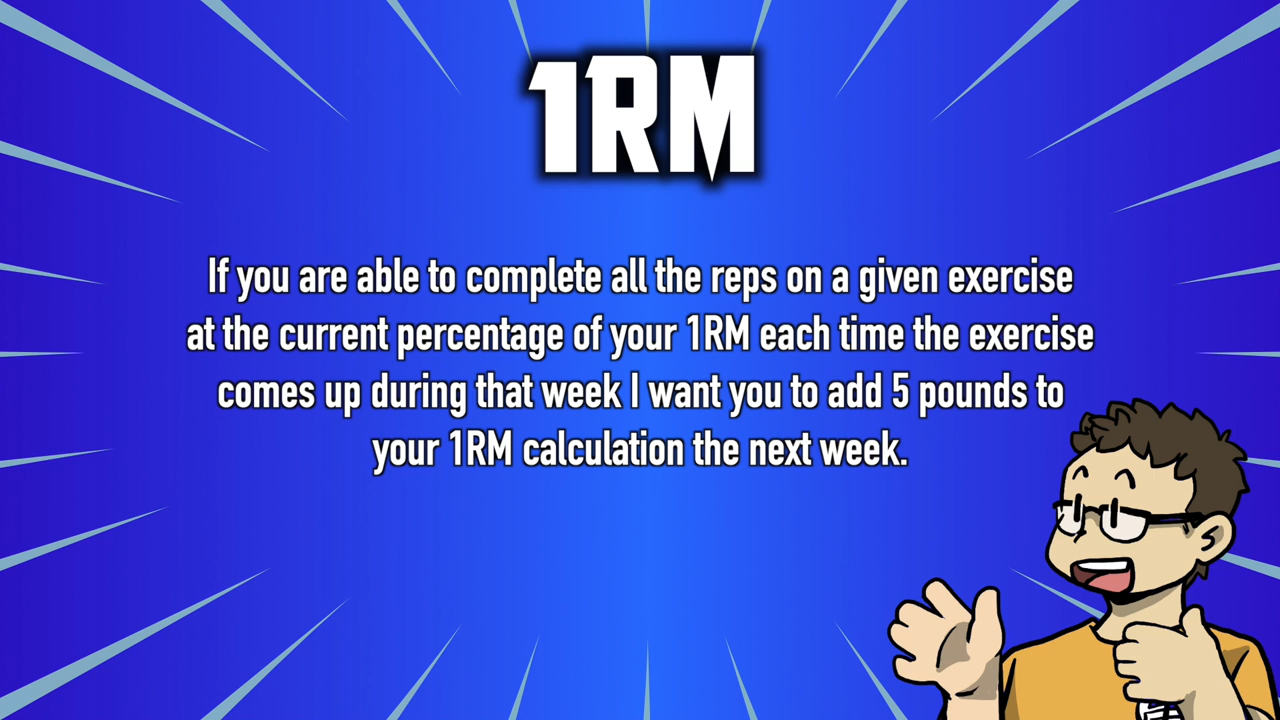 1RM
If you are able to complete all the reps on a given exercise
at the current percentage of your 1RM each time the exercise
comes up during that week I want you to add 5 pounds to
your 1RM calculation the next week.